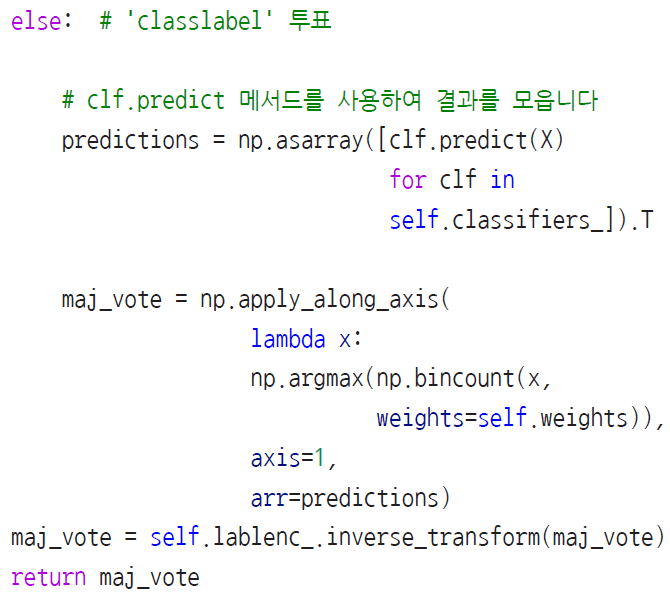 else:  # 'classlabel' 투표
    # clf.predict 메서드를 사용하여 결과를 모읍니다
    predictions = np.asarray([clf.predict(X)
                              for clf in
                              self.classifiers_]).T
    maj_vote = np.apply_along_axis(
                   lambda x:
                   np.argmax(np.bincount(x,
                             weights=self.weights)),
                   axis=1,
                   arr=predictions)
maj_vote = self.lablenc_.inverse_transform(maj_vote)
return maj_vote